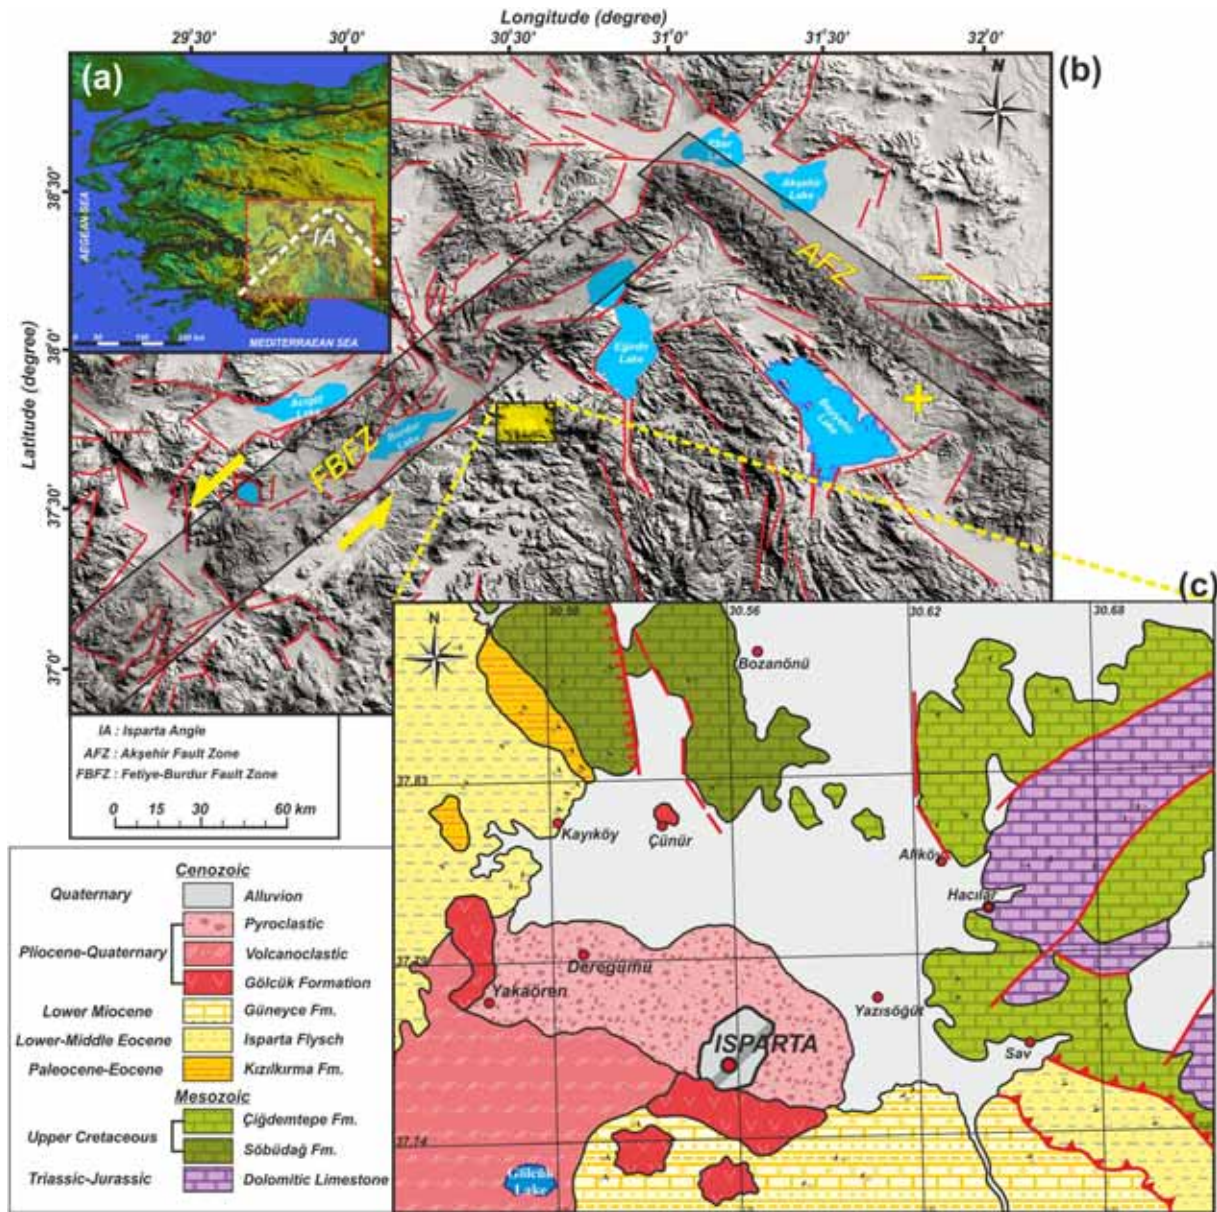 Longitude (degree)
29°30' 30°0' 30°30' 31°0' 31°30' 32°0'
Latitude (degree)
38°30'
38°0'
37°30'
37°0'
(a)
AEGEAN SEA
IA
MEDITERRAEAN SEA
(b)
N
Akşehir
Lake
AFZ
Eğirdir
Lake
Acıgöl
Lake
Burdur
Lake
Beyşehir
Lake
FBFZ
−
+
IA : Isparta Angle
AFZ : Akşehir Fault Zone
FBFZ : Fetiye-Burdur Fault Zone
0 15 30 60 km
(c)
N
30.56 30.62 30.68
Bozanönü
37.83
Kayıköy
Çünür
Aliköy
Hacılar
37.79
Deregümü
Yakaören
Yazısöğüt
ISPARTA
Sav
37.74
Gölcük
Lake
Cenozoic
Quaternary Alluvion
Pyroclastic
Pliocene-Quaternary Volcanoclastic
Gölcük Formation
Lower Miocene Güneyce Fm.
Lower-Middle Eocene Isparta Flysch
Paleocene-Eocene Kızılkırma Fm.
Mesozoic
Çiğdemtepe Fm.
Upper Cretaceous
Söbüdağ Fm.
Triassic-Jurassic Dolomitic Limestone